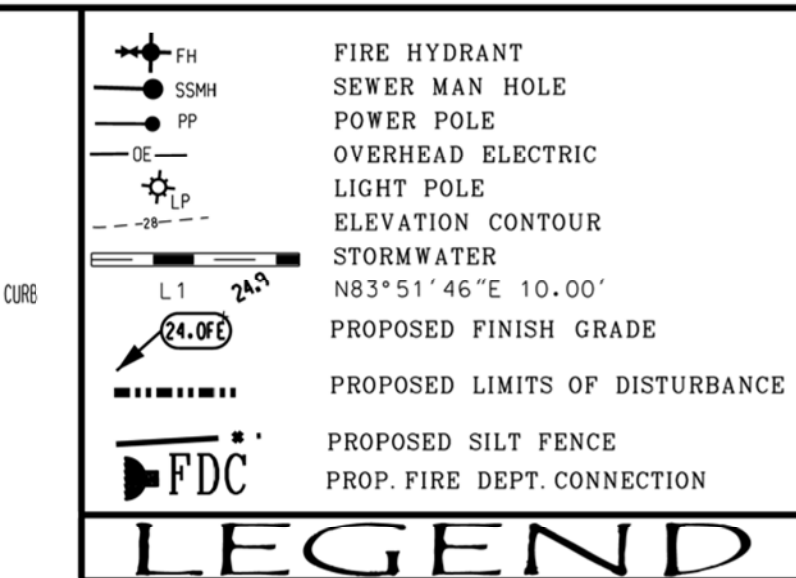 FH FIRE HYDRANT
SSMH SEWER MAN HOLE
PP POWER POLE
OE OVERHEAD ELECTRIC
LP LIGHT POLE
28 ELEVATION CONTOUR
STORMWATER
CURB
L1 24.9 N83°51'46"E 10.00'
24.0FE PROPOSED FINISH GRADE
PROPOSED LIMITS OF DISTURBANCE
PROPOSED SILT FENCE
FDC PROP. FIRE DEPT. CONNECTION
LEGEND